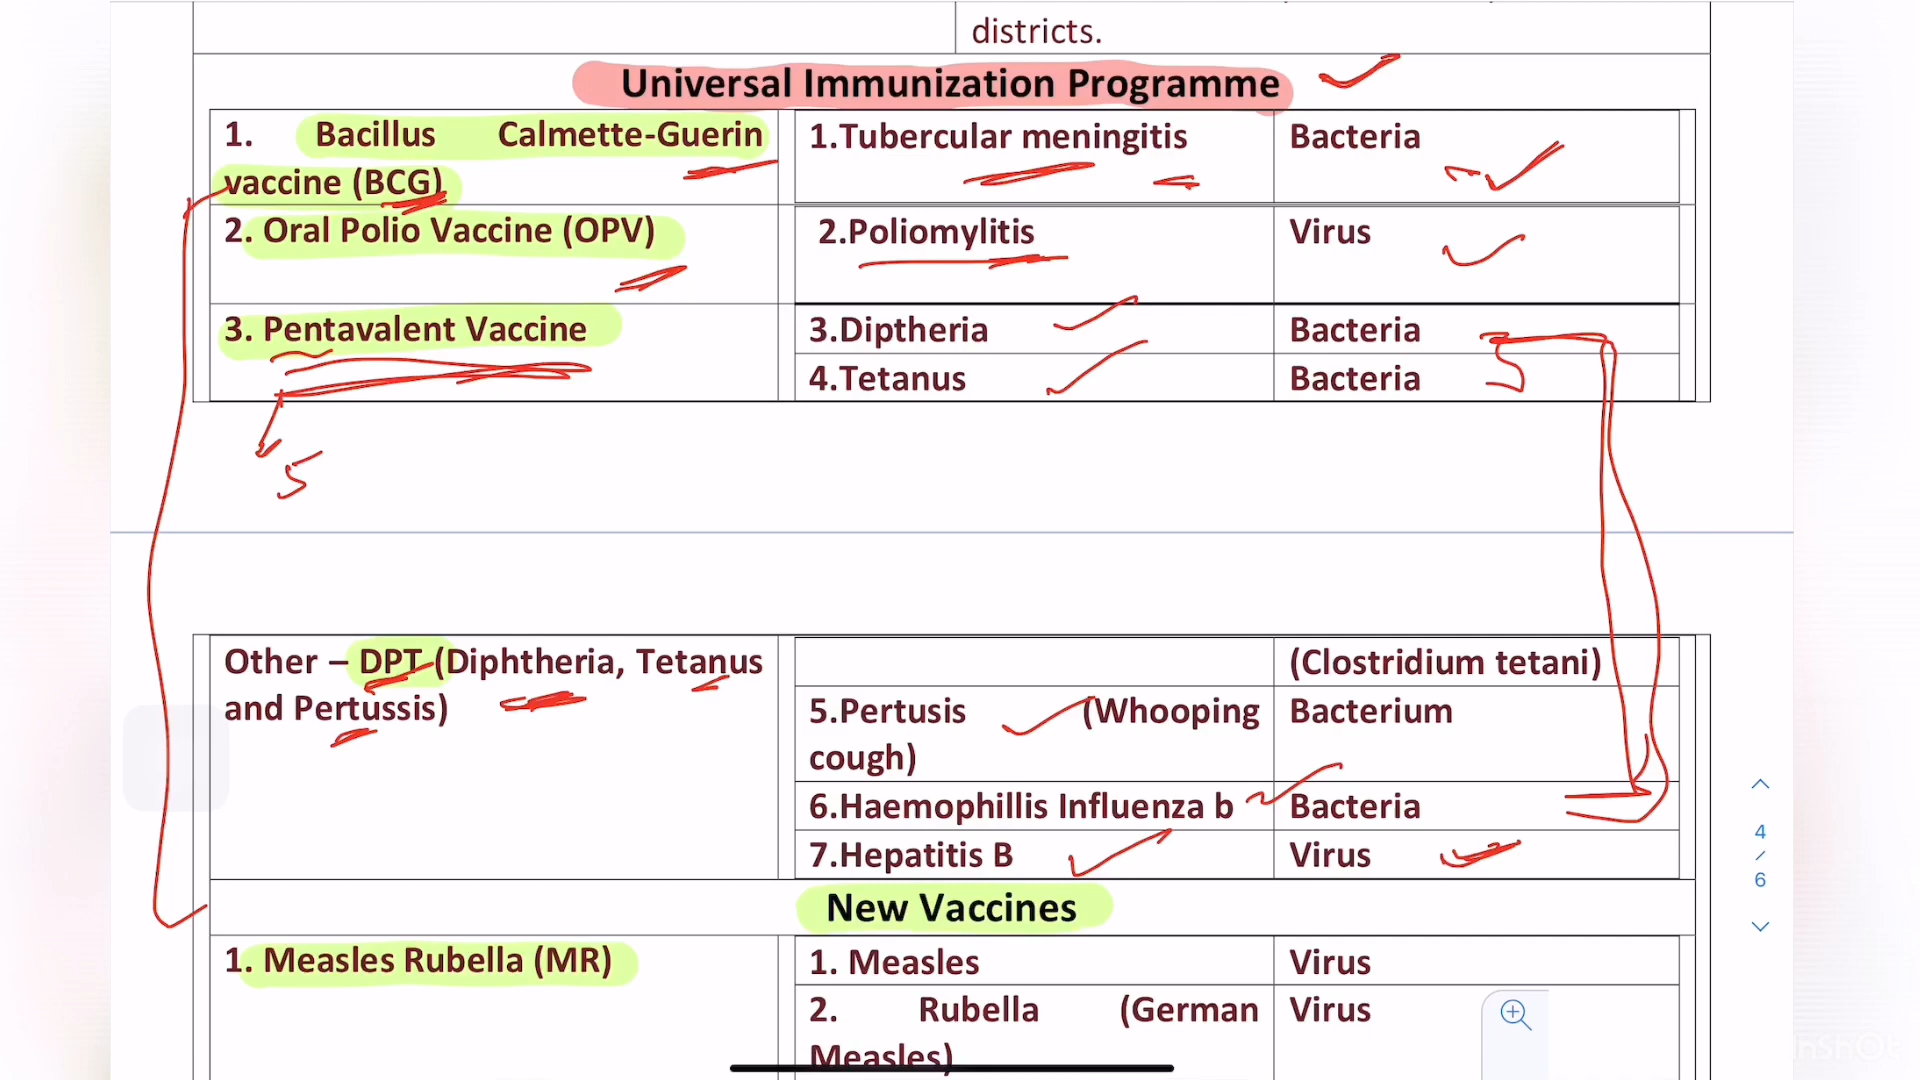 districts.
Universal Immunization Programme
1. Bacillus Calmette-Guerin
vaccine (BCG)
1.Tubercular meningitis
Bacteria
2. Oral Polio Vaccine (OPV)
2.Poliomylitis
Virus
3. Pentavalent Vaccine
3.Diptheria
Bacteria
4.Tetanus
Bacteria
5
5
Other – DPT (Diphtheria, Tetanus
and Pertussis)
(Clostridium tetani)
5.Pertusis (Whooping
cough)
Bacterium
6.Haemophillis Influenza b
Bacteria
7.Hepatitis B
Virus
4
/
6
New Vaccines
1. Measles Rubella (MR)
1. Measles
Virus
2. Rubella (German
Measles)
Virus
InShOt